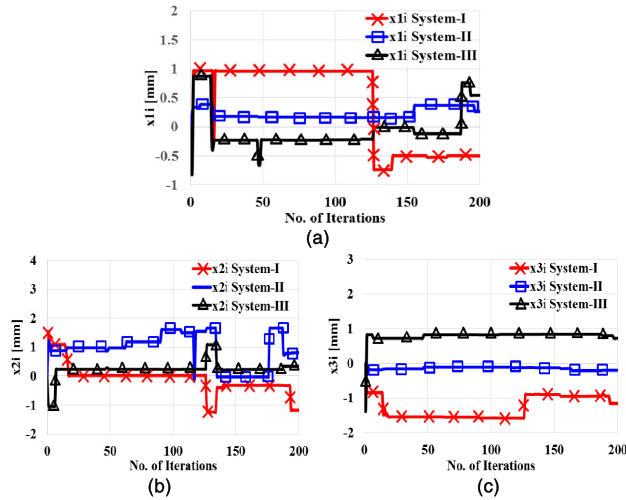 x1i System-I
x1i System-II
x1i System-III
1.5
1
0.5
0
-0.5
-1
x1i [mm]
0 50 100 150 200
No. of Iterations
(a)
x2i System-I
x2i System-II
x2i System-III
4
3
2
1
0
-1
-2
x2i [mm]
0 50 100 150 200
No. of Iterations
(b)
x3i System-I
x3i System-II
x3i System-III
3
2
1
0
-1
-2
x3i [mm]
0 50 100 150 200
No. of Iterations
(c)